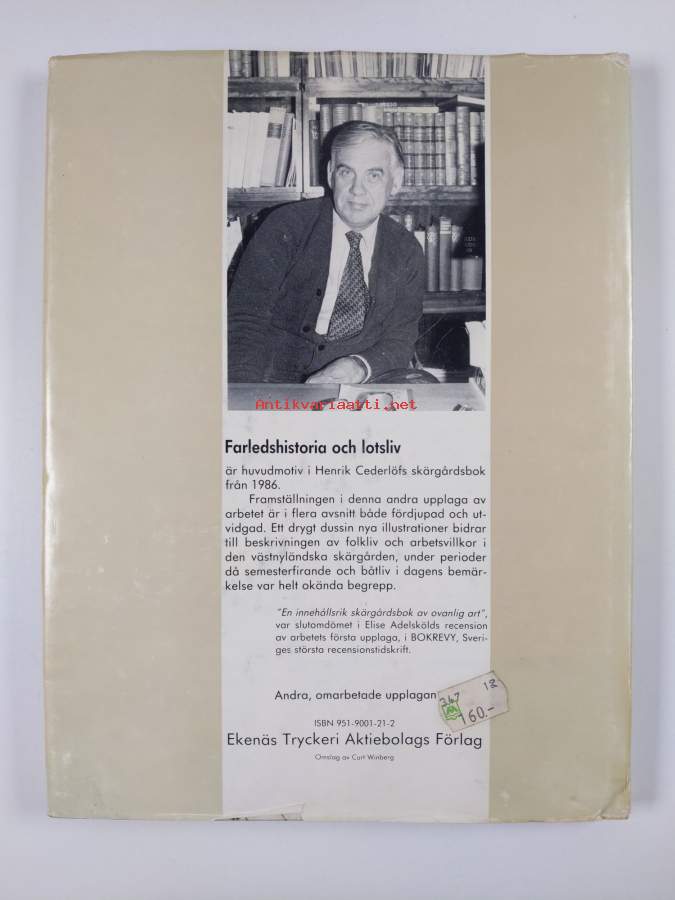 Antikvariaatti.net
Farledshistoria och lotsliv
är huvudmotiv i Henrik Cederlöfs skärgårdsbok
från 1986.
Framställningen i denna andra upplaga av
arbetet är i flera avsnitt både fördjupad och ut-
vidgad. Ett drygt dussin nya illustrationer bidrar
till beskrivningen av folkliv och arbetsvillkor i
den västnyländska skärgården, under perioder
då semesterfirande och båtliv i dagens bemär-
kelse var helt okända begrepp.
"En innehållsrik skärgårdsbok av ovanlig art",
var slutomdömet i Elise Adelskölds recension
av arbetets första upplaga, i BOKREVY, Sveri-
ges största recensionstidskrift.
Andra, omarbetade upplagan
367 12
160.-
ISBN 951-9001-21-2
Ekenäs Tryckeri Aktiebolags Förlag
Omslag av Curt Winberg